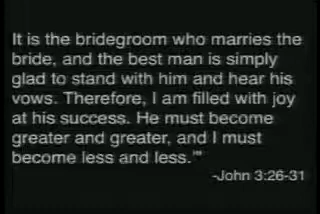 It is the bridegroom who marries the
bride, and the best man is simply
glad to stand with him and hear his
vows. Therefore, I am filled with joy
at his success. He must become
greater and greater, and I must
become less and less.'"
-John 3:26-31